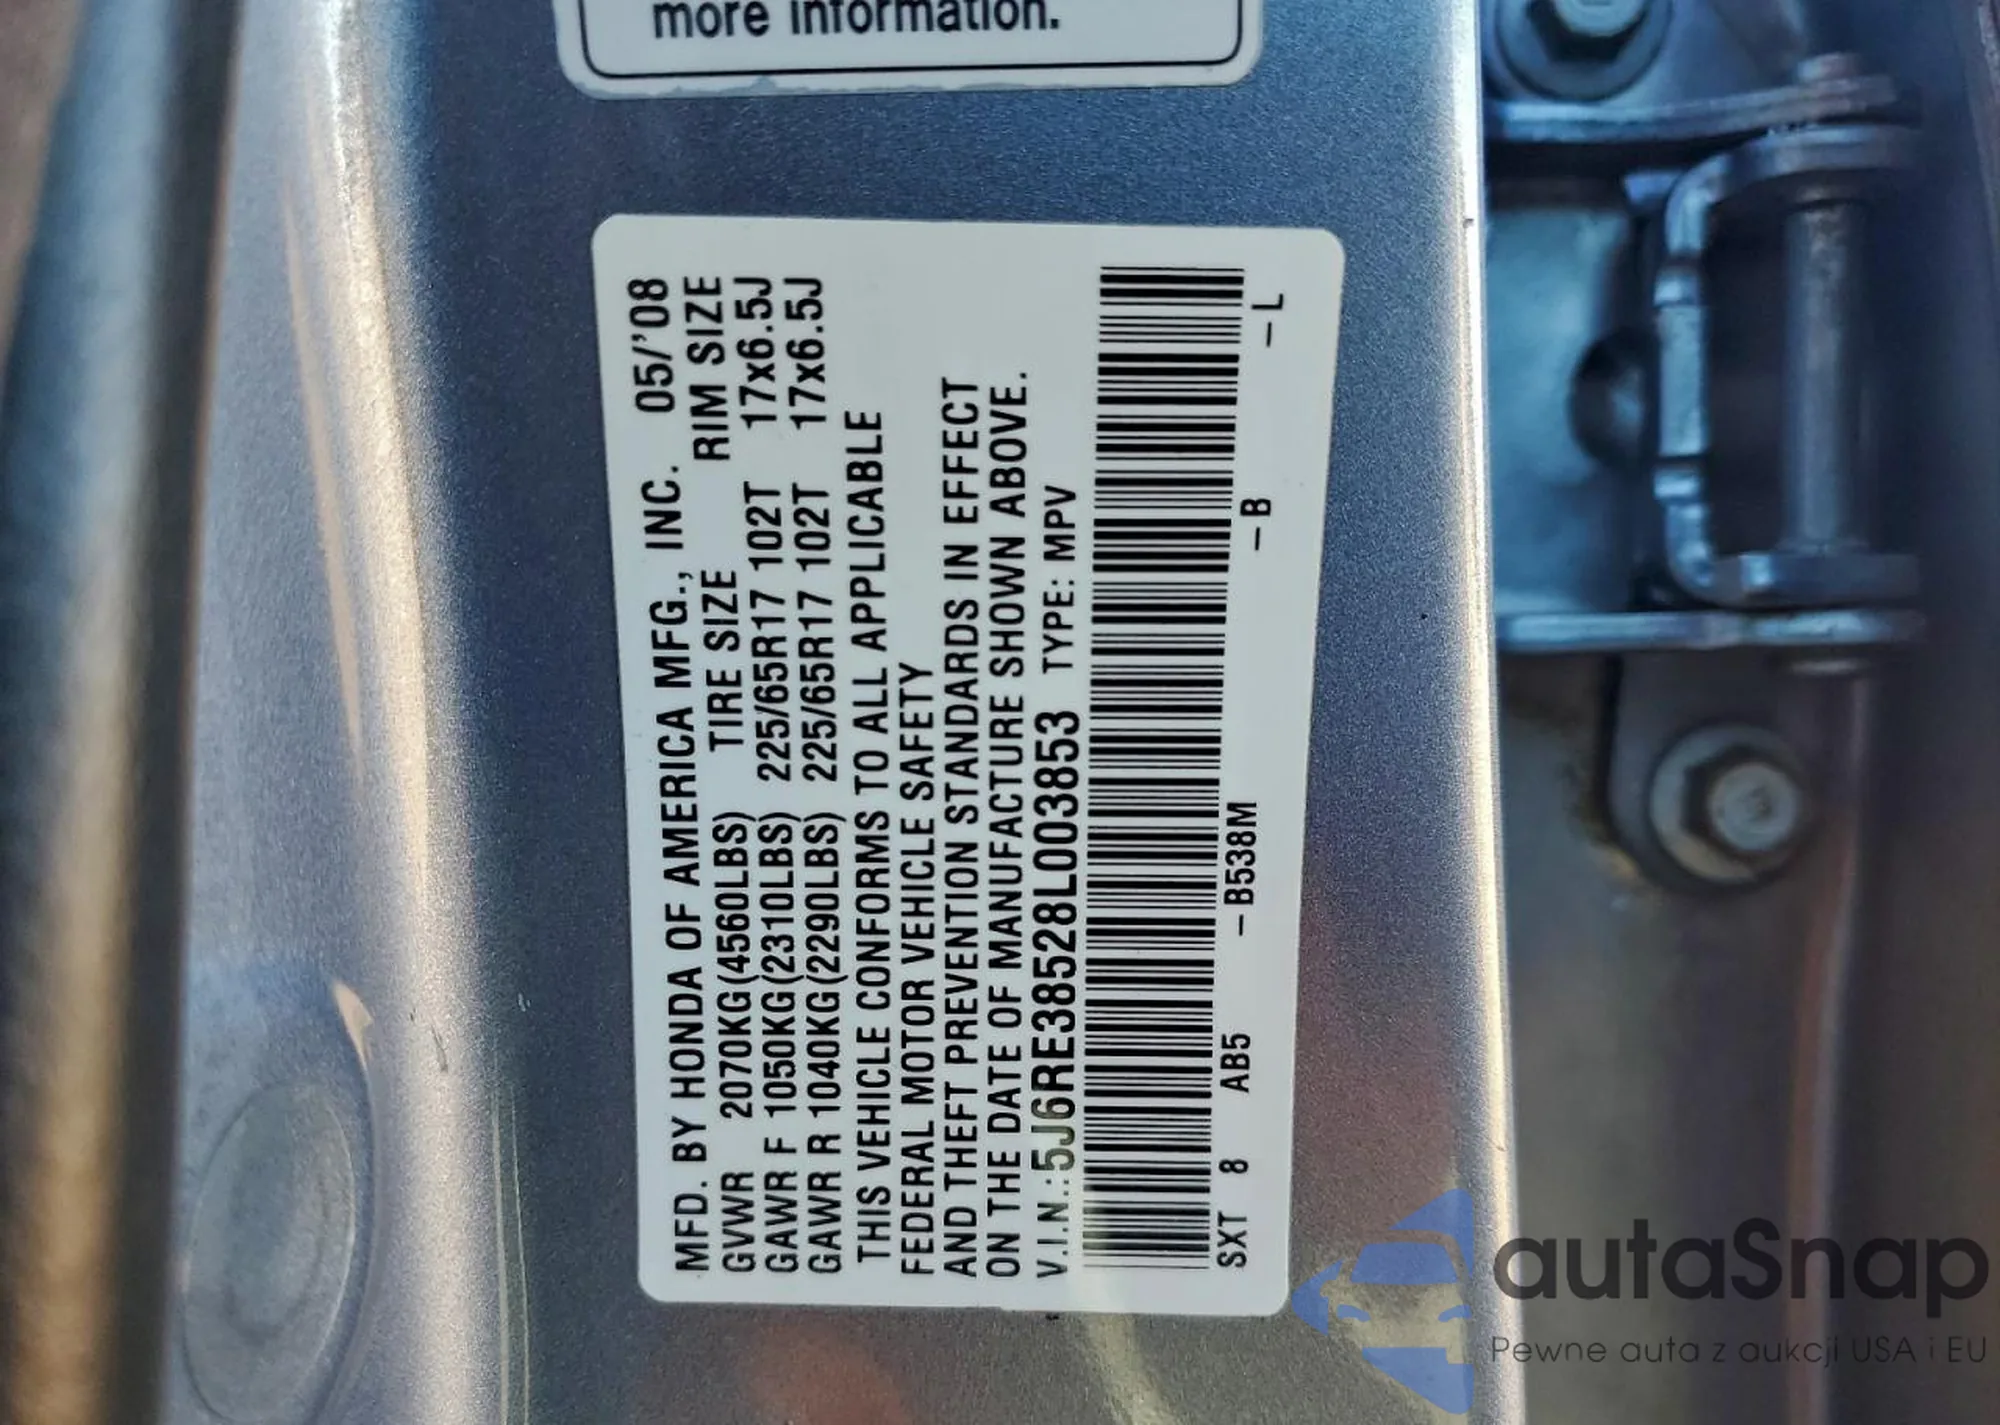 more information.
MFD. BY HONDA OF AMERICA MFG., INC. 05/'08
GVWR 2070KG(4560LBS) TIRE SIZE RIM SIZE
GAWR F 1050KG(2310LBS) 225/65R17 102T 17x6.5J
GAWR R 1040KG(2290LBS) 225/65R17 102T 17x6.5J
THIS VEHICLE CONFORMS TO ALL APPLICABLE
FEDERAL MOTOR VEHICLE SAFETY
AND THEFT PREVENTION STANDARDS IN EFFECT
ON THE DATE OF MANUFACTURE SHOWN ABOVE.
V.I.N.:5J6RE38528L003853 TYPE: MPV
SXT 8 AB5 -B538M -B -L
autaSnap
Pewne auta z aukcji USA i EU